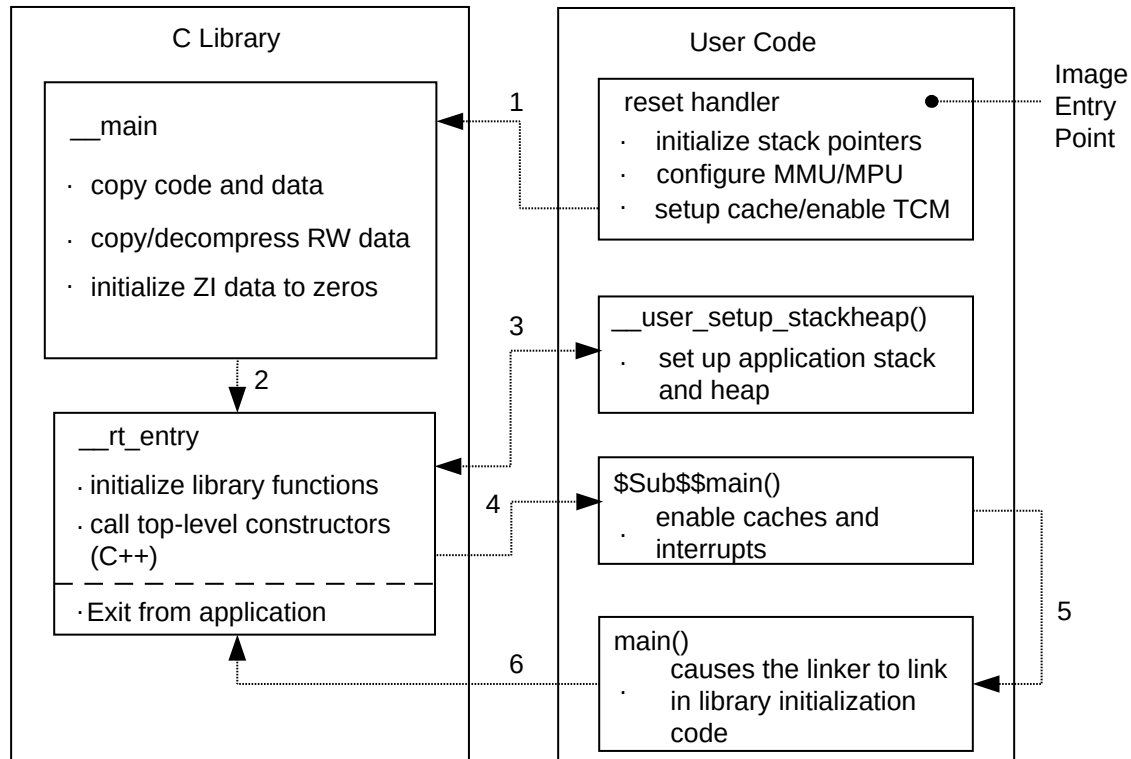 C Library
__main
· copy code and data
· copy/decompress RW data
· initialize ZI data to zeros
2
__rt_entry
· initialize library functions
· call top-level constructors
(C++)
· Exit from application
1
3
4
6
User Code
reset handler
· initialize stack pointers
· configure MMU/MPU
· setup cache/enable TCM
__user_setup_stackheap()
· set up application stack
and heap
$Sub$$main()
· enable caches and
interrupts
main()
· causes the linker to link
in library initialization
code
5
Image
Entry
Point